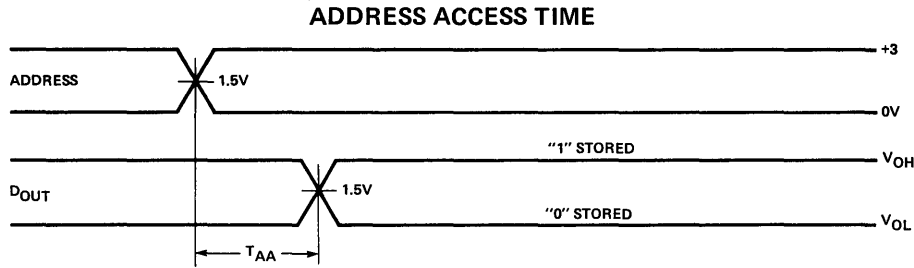 ADDRESS ACCESS TIME
+3
ADDRESS
1.5V
0V
"1" STORED
VOH
DOUT
1.5V
"0" STORED
VOL
TAA